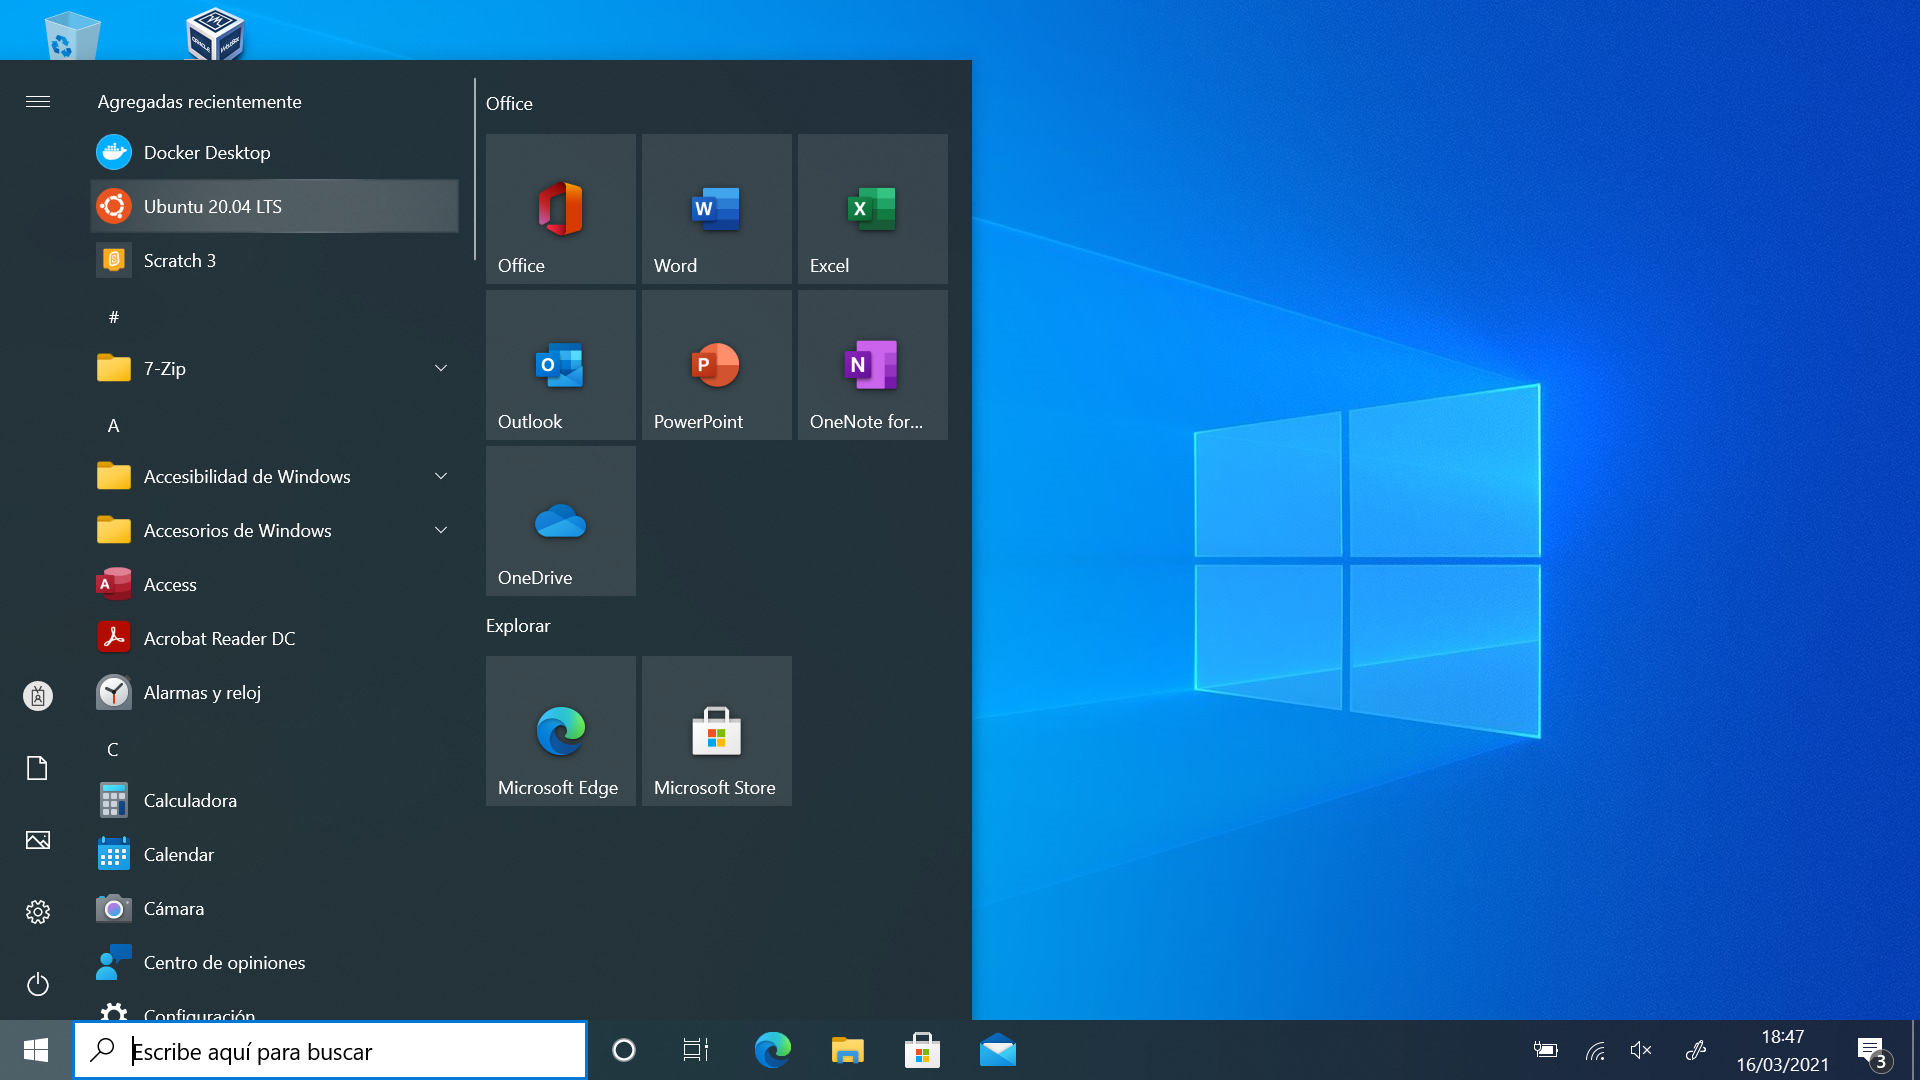 Agregadas recientemente
Docker Desktop
Ubuntu 20.04 LTS
Scratch 3
#
7-Zip
A
Accesibilidad de Windows
Accesorios de Windows
Access
Acrobat Reader DC
Alarmas y reloj
C
Calculadora
Calendar
Cámara
Centro de opiniones
Configuración
Office
Office
Word
Excel
Outlook
PowerPoint
OneNote for...
OneDrive
Explorar
Microsoft Edge
Microsoft Store
Escribe aquí para buscar
18:47
16/03/2021
3